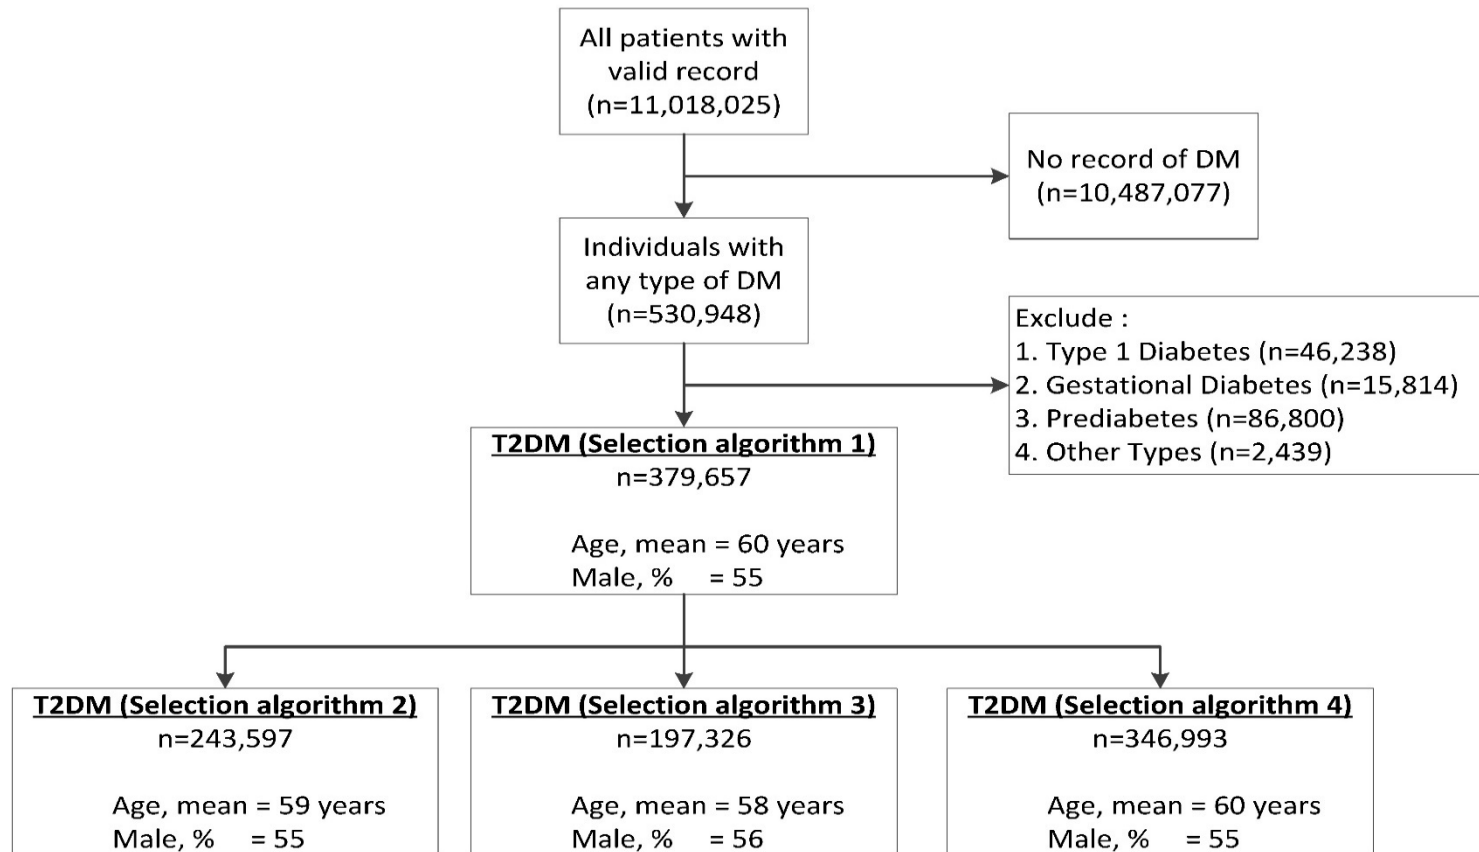 All patients with
valid record
(n=11,018,025)
No record of DM
(n=10,487,077)
Individuals with
any type of DM
(n=530,948)
Exclude :
1. Type 1 Diabetes (n=46,238)
2. Gestational Diabetes (n=15,814)
3. Prediabetes (n=86,800)
4. Other Types (n=2,439)
T2DM (Selection algorithm 1)
n=379,657
Age, mean = 60 years
Male, % = 55
T2DM (Selection algorithm 2)
n=243,597
Age, mean = 59 years
Male, % = 55
T2DM (Selection algorithm 3)
n=197,326
Age, mean = 58 years
Male, % = 56
T2DM (Selection algorithm 4)
n=346,993
Age, mean = 60 years
Male, % = 55